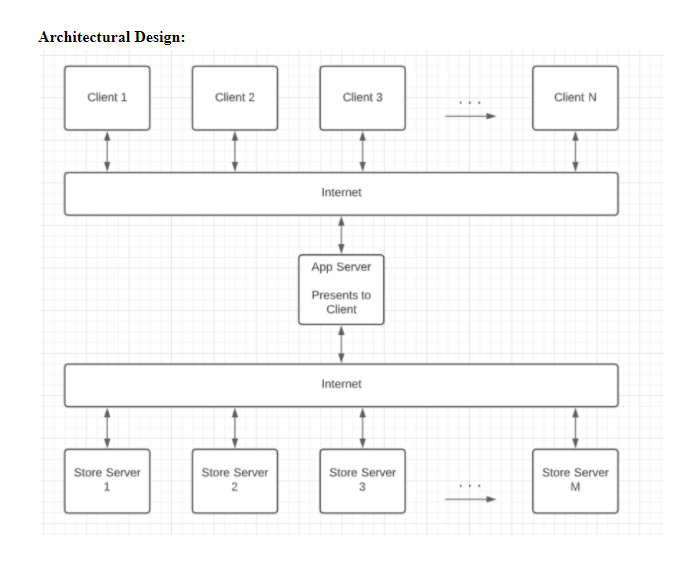 Architectural Design:
Client 1
Client 2
Client 3
. . .
Client N
Internet
App Server
Presents to
Client
Internet
Store Server
1
Store Server
2
Store Server
3
. . .
Store Server
M